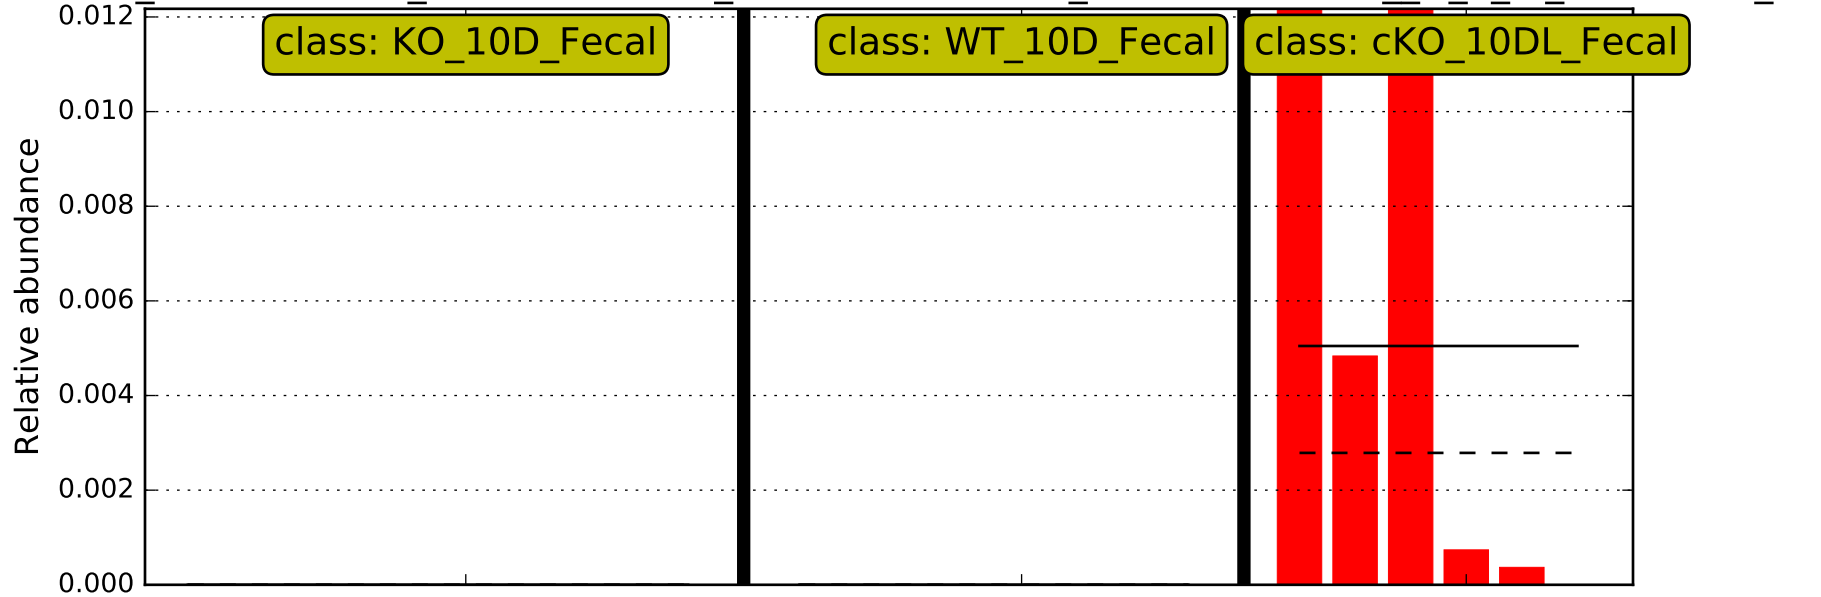 0.012
class: KO_10D_Fecal
class: WT_10D_Fecal
class: cKO_10DL_Fecal
0.010
0.008
0.006
0.004
0.002
0.000
Relative abundance